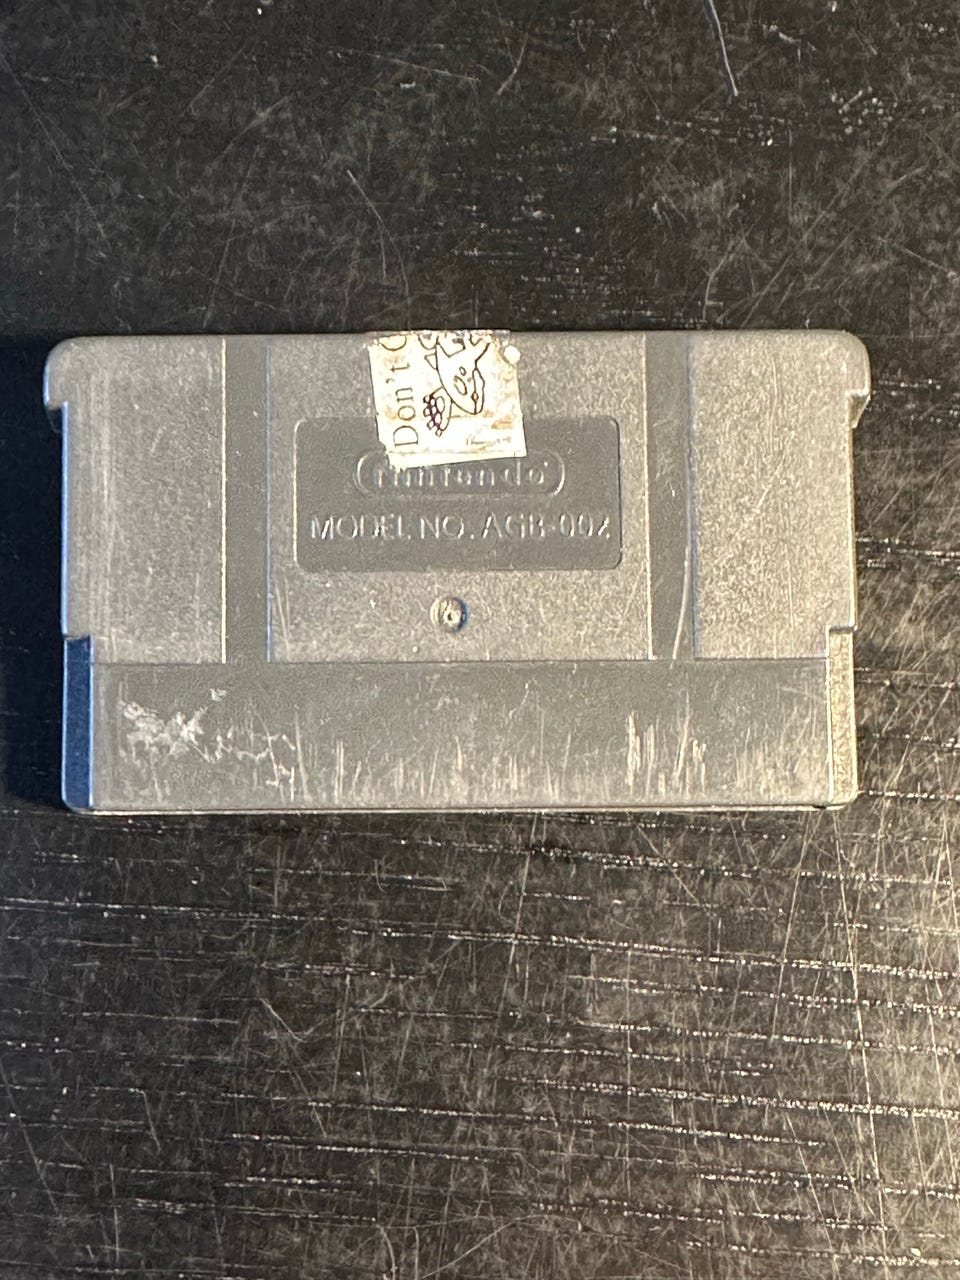 Don't
Nintendo
MODEL NO. AGB-002